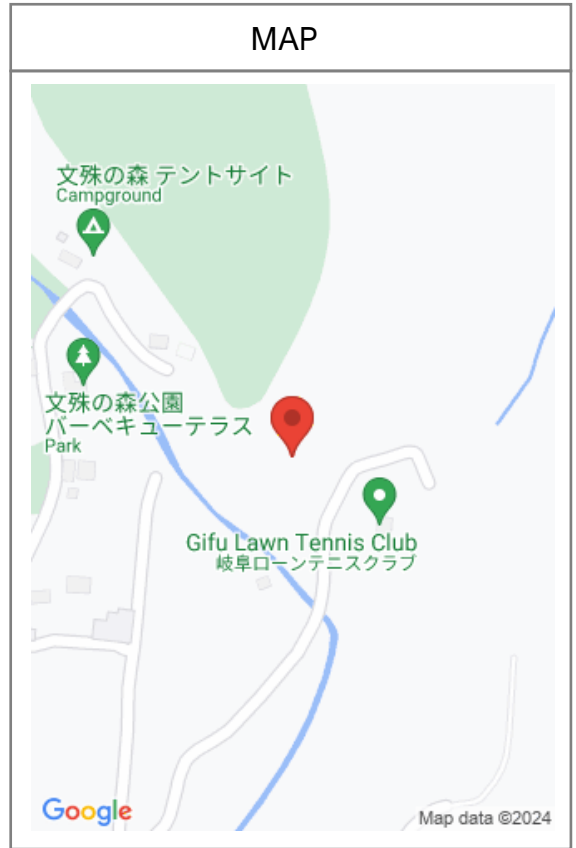 MAP
文殊の森 テントサイト
Campground
文殊の森公園
バーベキューテラス
Park
Gifu Lawn Tennis Club
岐阜ローンテニスクラブ
Google
Map data ©2024